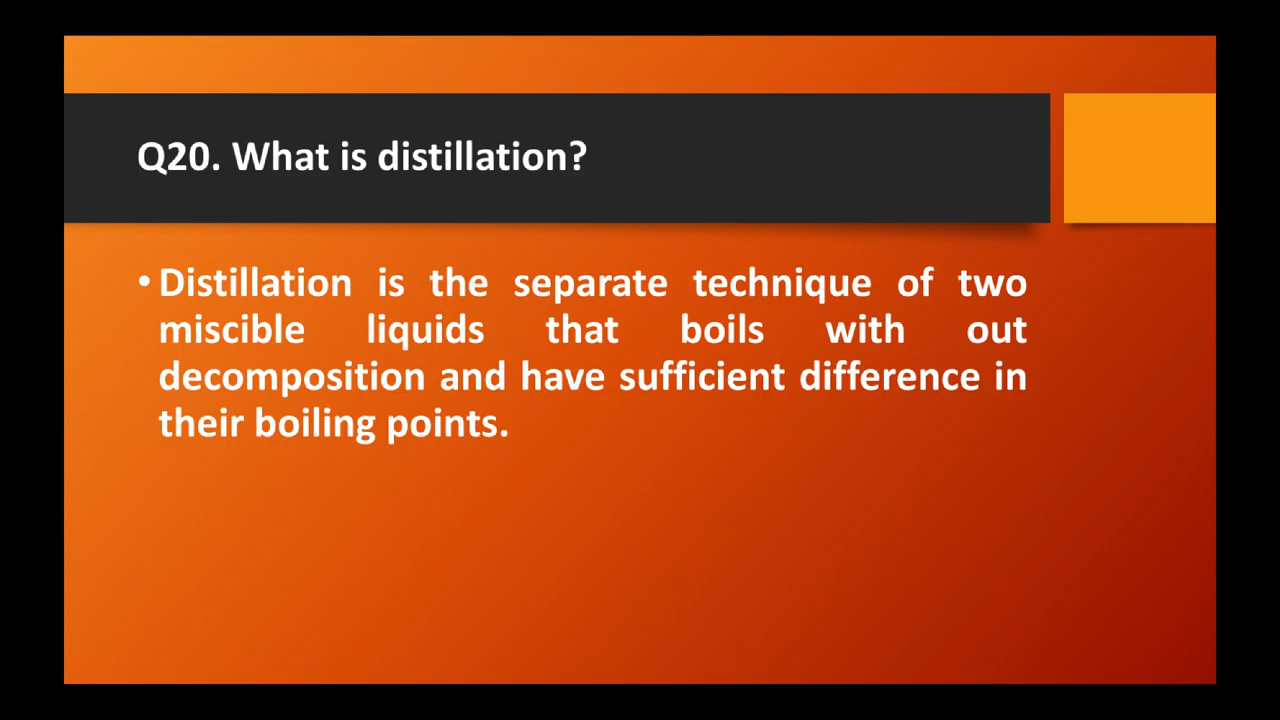 Q20. What is distillation?
• Distillation is the separate technique of two
miscible liquids that boils with out
decomposition and have sufficient difference in
their boiling points.